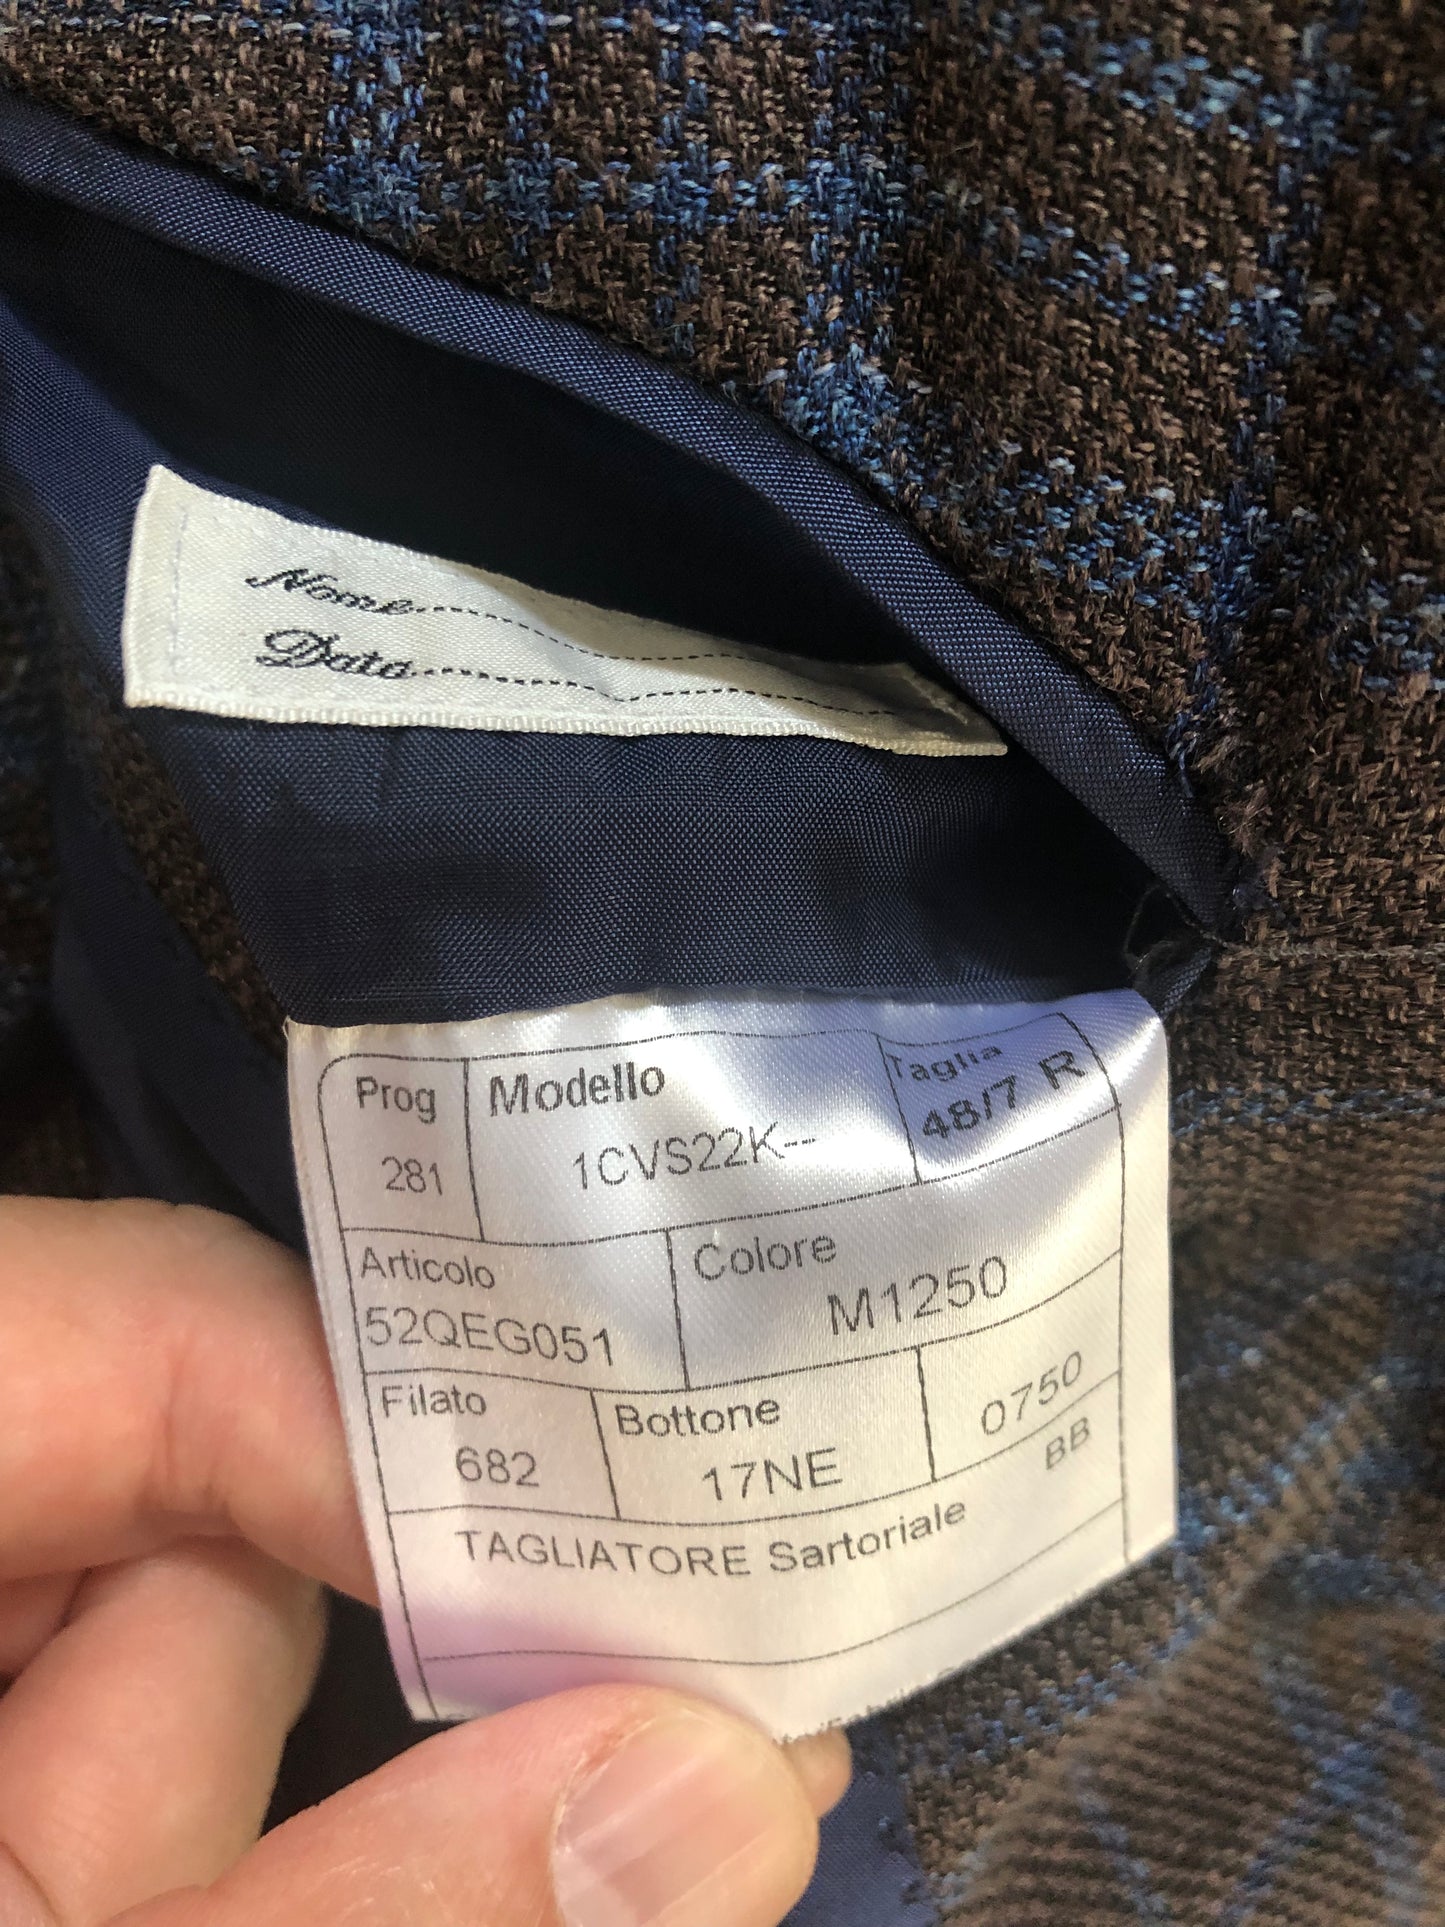 Nome
Data
Prog
281
Modello
1CVS22K--
Taglia
48/7 R
Articolo
52QEG051
Colore
M1250
Filato
682
Bottone
17NE
0750
BB
TAGLIATORE Sartoriale